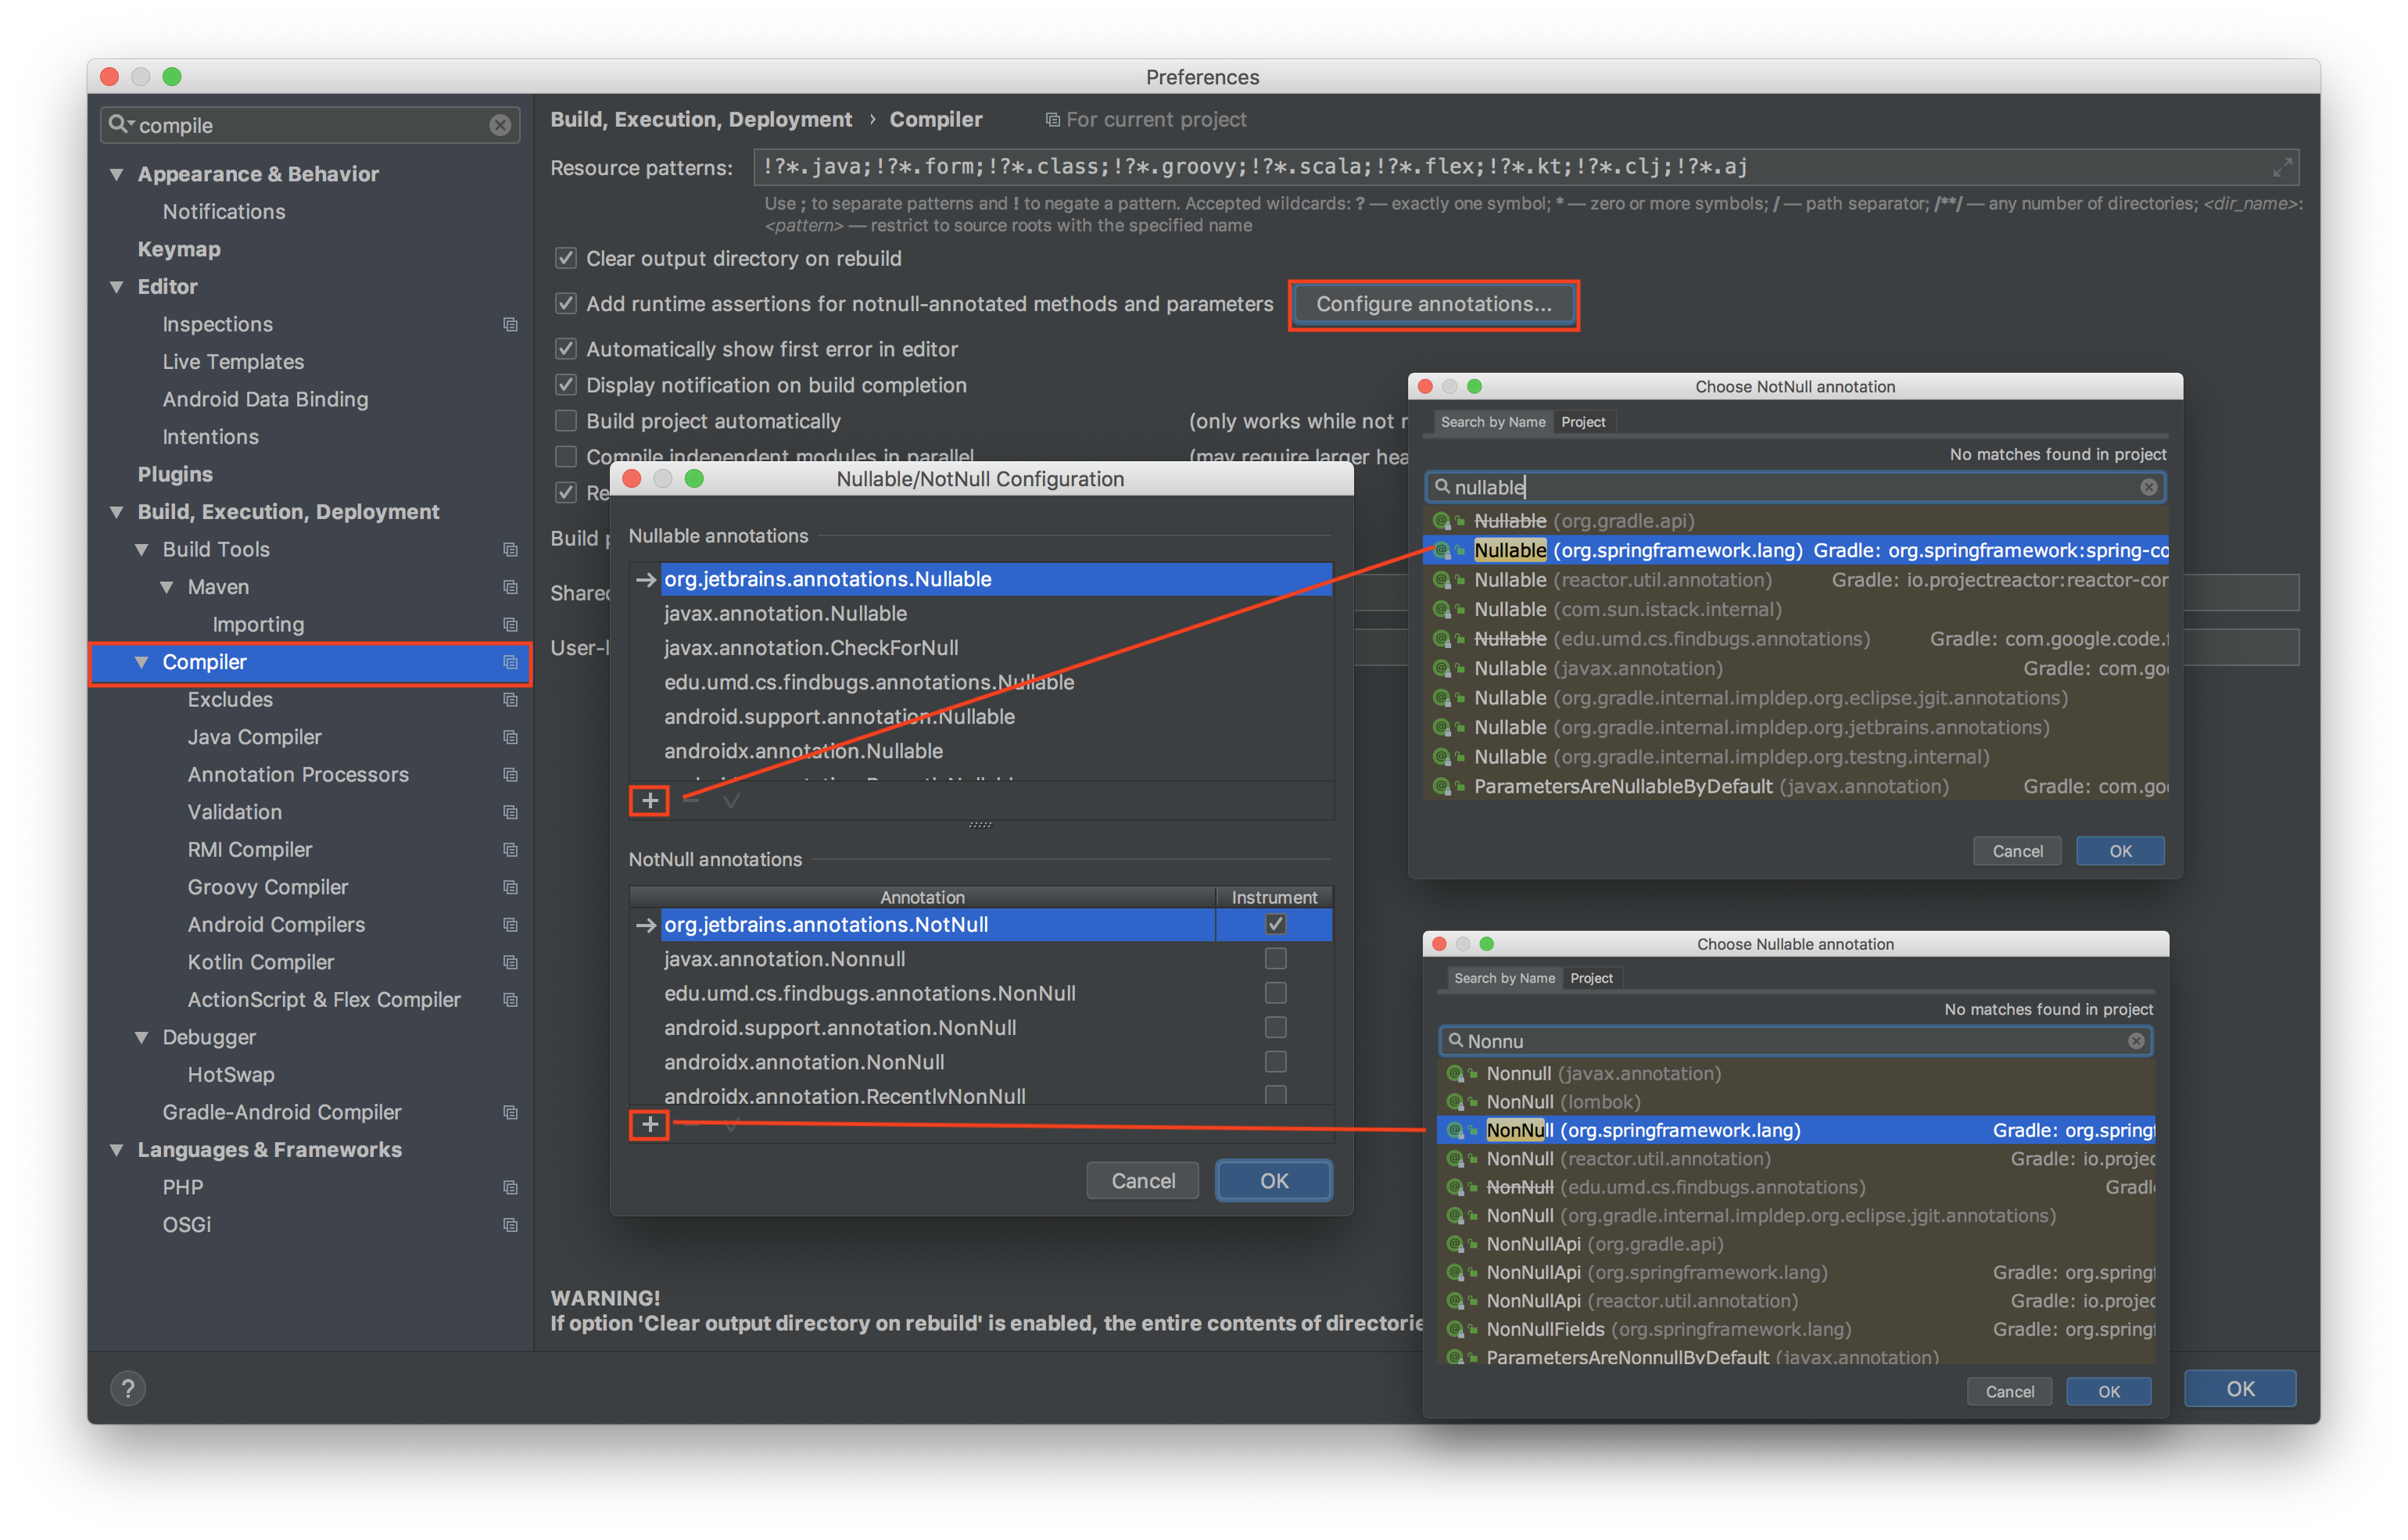 Preferences
compile
Appearance & Behavior
Notifications
Keymap
Editor
Inspections
Live Templates
Android Data Binding
Intentions
Plugins
Build, Execution, Deployment
Build Tools
Maven
Importing
Compiler
Excludes
Java Compiler
Annotation Processors
Validation
RMI Compiler
Groovy Compiler
Android Compilers
Kotlin Compiler
ActionScript & Flex Compiler
Debugger
HotSwap
Gradle-Android Compiler
Languages & Frameworks
PHP
OSGi
?
Build, Execution, Deployment › Compiler For current project
Resource patterns: !?*.java;!?*.form;!?*.class;!?*.groovy;!?*.scala;!?*.flex;!?*.kt;!?*.clj;!?*.aj
Use ; to separate patterns and ! to negate a pattern. Accepted wildcards: ? — exactly one symbol; * — zero or more symbols; / — path separator; /**/ — any number of directories; <dir_name>:
<pattern> — restrict to source roots with the specified name
Clear output directory on rebuild
Add runtime assertions for notnull-annotated methods and parameters Configure annotations...
Automatically show first error in editor
Display notification on build completion
Build project automatically (only works while not r
Compile independent modules in parallel (may require larger hea
Re
Build p
Shared
User-l
WARNING!
If option 'Clear output directory on rebuild' is enabled, the entire contents of directorie
OK
Nullable/NotNull Configuration
Nullable annotations
org.jetbrains.annotations.Nullable
javax.annotation.Nullable
javax.annotation.CheckForNull
edu.umd.cs.findbugs.annotations.Nullable
android.support.annotation.Nullable
androidx.annotation.Nullable
NotNull annotations
Annotation Instrument
org.jetbrains.annotations.NotNull
javax.annotation.Nonnull
edu.umd.cs.findbugs.annotations.NonNull
android.support.annotation.NonNull
androidx.annotation.NonNull
androidx.annotation.RecentlyNonNull
Cancel OK
Choose NotNull annotation
Search by Name Project
No matches found in project
nullable
Nullable (org.gradle.api)
Nullable (org.springframework.lang) Gradle: org.springframework:spring-co
Nullable (reactor.util.annotation) Gradle: io.projectreactor:reactor-cor
Nullable (com.sun.istack.internal)
Nullable (edu.umd.cs.findbugs.annotations) Gradle: com.google.code.f
Nullable (javax.annotation) Gradle: com.goo
Nullable (org.gradle.internal.impldep.org.eclipse.jgit.annotations)
Nullable (org.gradle.internal.impldep.org.jetbrains.annotations)
Nullable (org.gradle.internal.impldep.org.testng.internal)
ParametersAreNullableByDefault (javax.annotation) Gradle: com.goo
Cancel OK
Choose Nullable annotation
Search by Name Project
No matches found in project
Nonnu
Nonnull (javax.annotation)
NonNull (lombok)
NonNull (org.springframework.lang) Gradle: org.springf
NonNull (reactor.util.annotation) Gradle: io.projec
NonNull (edu.umd.cs.findbugs.annotations) Gradl
NonNull (org.gradle.internal.impldep.org.eclipse.jgit.annotations)
NonNullApi (org.gradle.api)
NonNullApi (org.springframework.lang) Gradle: org.springf
NonNullApi (reactor.util.annotation) Gradle: io.projec
NonNullFields (org.springframework.lang) Gradle: org.springf
ParametersAreNonnullByDefault (javax.annotation)
Cancel OK